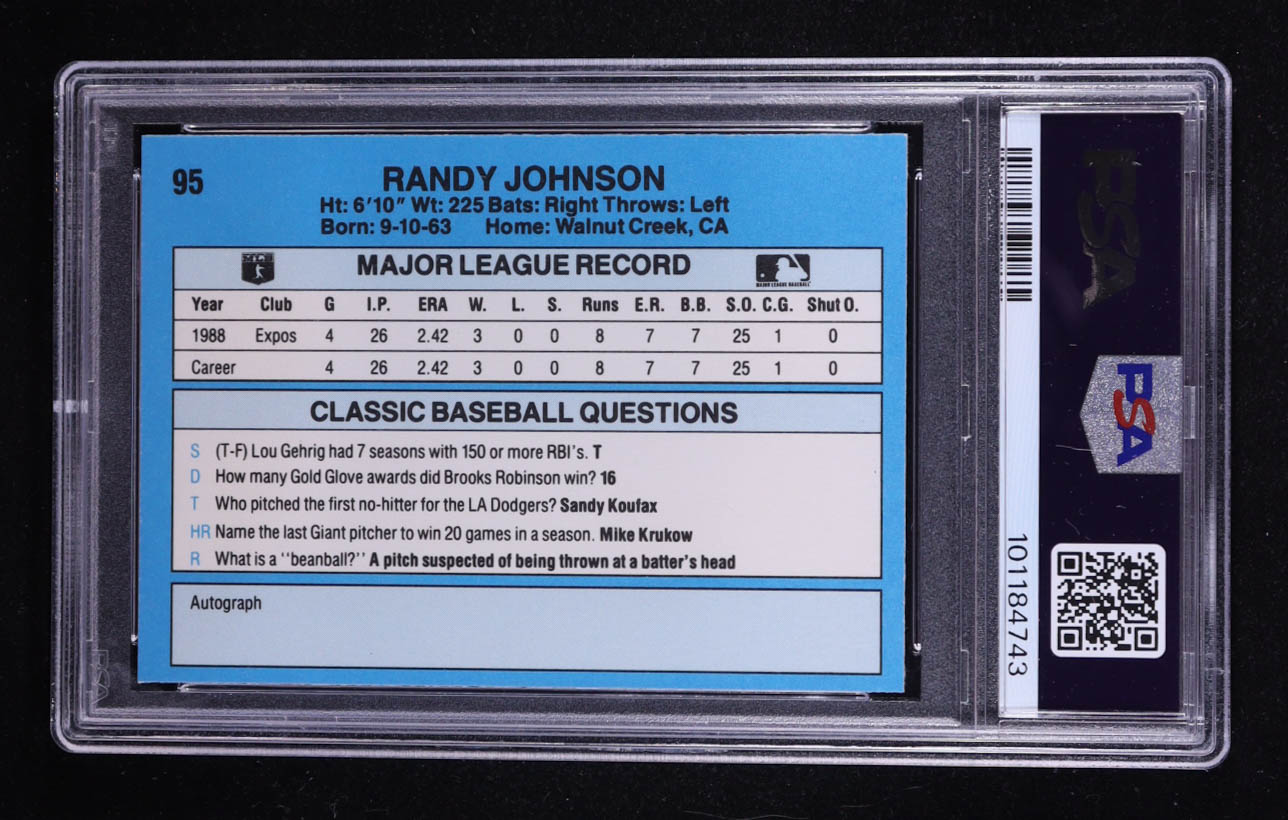 95
RANDY JOHNSON
Ht: 6'10" Wt: 225 Bats: Right Throws: Left
Born: 9-10-63 Home: Walnut Creek, CA
MAJOR LEAGUE RECORD
MAJOR LEAGUE BASEBALL
Year Club G I.P. ERA W. L. S. Runs E.R. B.B. S.O. C.G. Shut O.
1988 Expos 4 26 2.42 3 0 0 8 7 7 25 1 0
Career 4 26 2.42 3 0 0 8 7 7 25 1 0
CLASSIC BASEBALL QUESTIONS
S (T-F) Lou Gehrig had 7 seasons with 150 or more RBI's. T
D How many Gold Glove awards did Brooks Robinson win? 16
T Who pitched the first no-hitter for the LA Dodgers? Sandy Koufax
HR Name the last Giant pitcher to win 20 games in a season. Mike Krukow
R What is a ''beanball?'' A pitch suspected of being thrown at a batter's head
Autograph
PSA
PSA
101184743
PSA